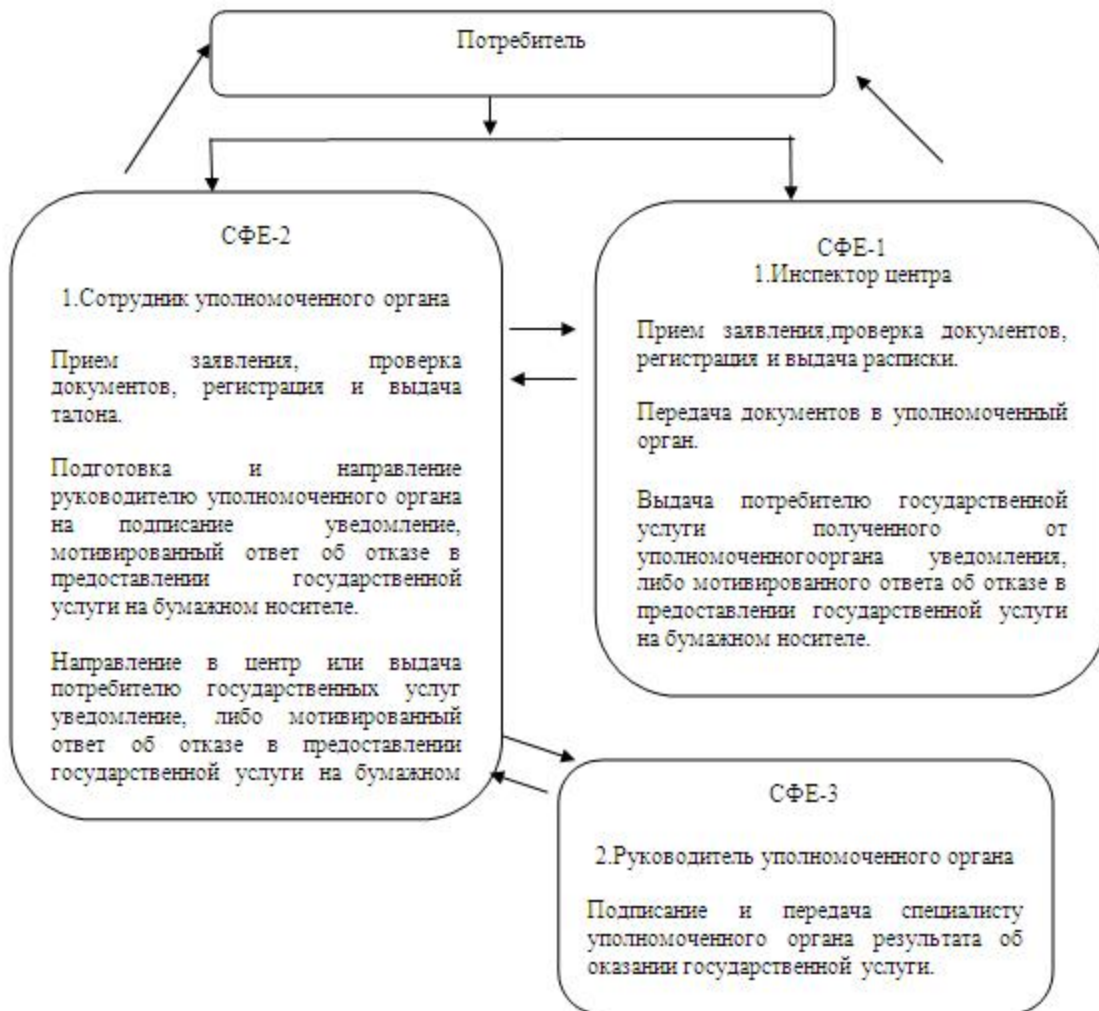 Потребитель
СФЕ-2
1.Сотрудник уполномоченного органа
Прием заявления, проверка
документов, регистрация и выдача
талона.
Подготовка и направление
руководителю уполномоченного органа
на подписание уведомление,
мотивированный ответ об отказе в
предоставлении государственной
услуги на бумажном носителе.
Направление в центр или выдача
потребителю государственных услуг
уведомление, либо мотивированный
ответ об отказе в предоставлении
государственной услуги на бумажном
СФЕ-1
1.Инспектор центра
Прием заявления,проверка документов,
регистрация и выдача расписки.
Передача документов в уполномоченный
орган.
Выдача потребителю государственной
услуги полученного от
уполномоченногооргана уведомления,
либо мотивированного ответа об отказе в
предоставлении государственной услуги
на бумажном носителе.
СФЕ-3
2.Руководитель уполномоченного органа
Подписание и передача специалисту
уполномоченного органа результата об
оказании государственной услуги.